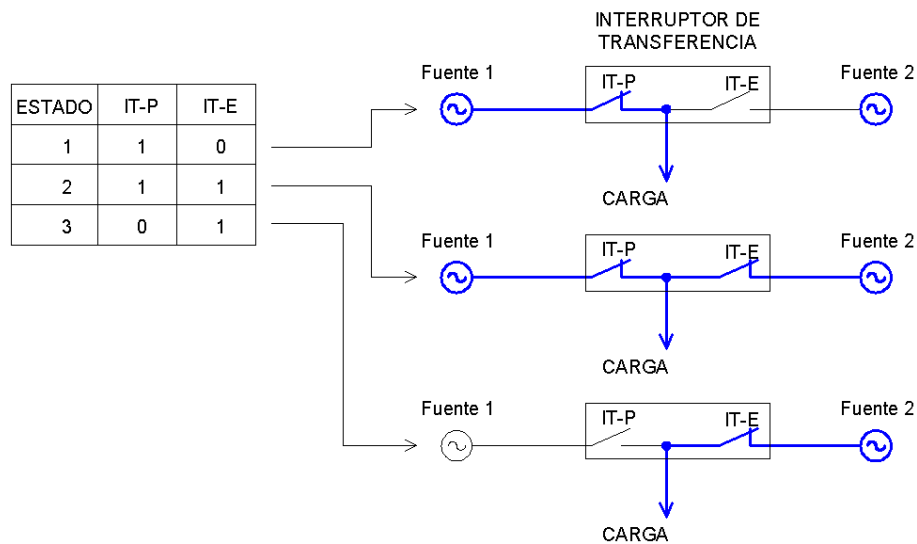 INTERRUPTOR DE
TRANSFERENCIA
ESTADO IT-P IT-E
1 1 0
2 1 1
3 0 1
Fuente 1 IT-P IT-E Fuente 2
CARGA
Fuente 1 IT-P IT-E Fuente 2
CARGA
Fuente 1 IT-P IT-E Fuente 2
CARGA